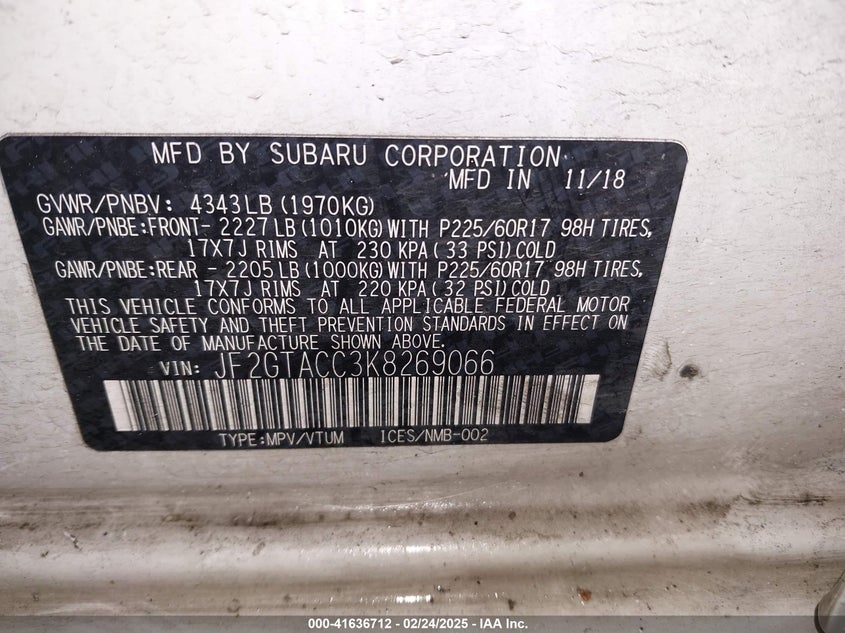 MFD BY SUBARU CORPORATION
MFD IN 11/18
GVWR/PNBV: 4343LB(1970KG)
GAWR/PNBE:FRONT- 2227LB(1010KG)WITH P225/60R17 98H TIRES,
17X7J RIMS AT 230 KPA(33 PSI)COLD
GAWR/PNBE:REAR - 2205LB(1000KG)WITH P225/60R17 98H TIRES,
17X7J RIMS AT 220 KPA(32 PSI)COLD
THIS VEHICLE CONFORMS TO ALL APPLICABLE FEDERAL MOTOR
VEHICLE SAFETY AND THEFT PREVENTION STANDARDS IN EFFECT ON
THE DATE OF MANUFACTURE SHOWN ABOVE.
VIN: JF2GTACC3K8269066
TYPE:MPV/VTUM ICES/NMB-002
000-41636712 - 02/24/2025 - IAAI.COM